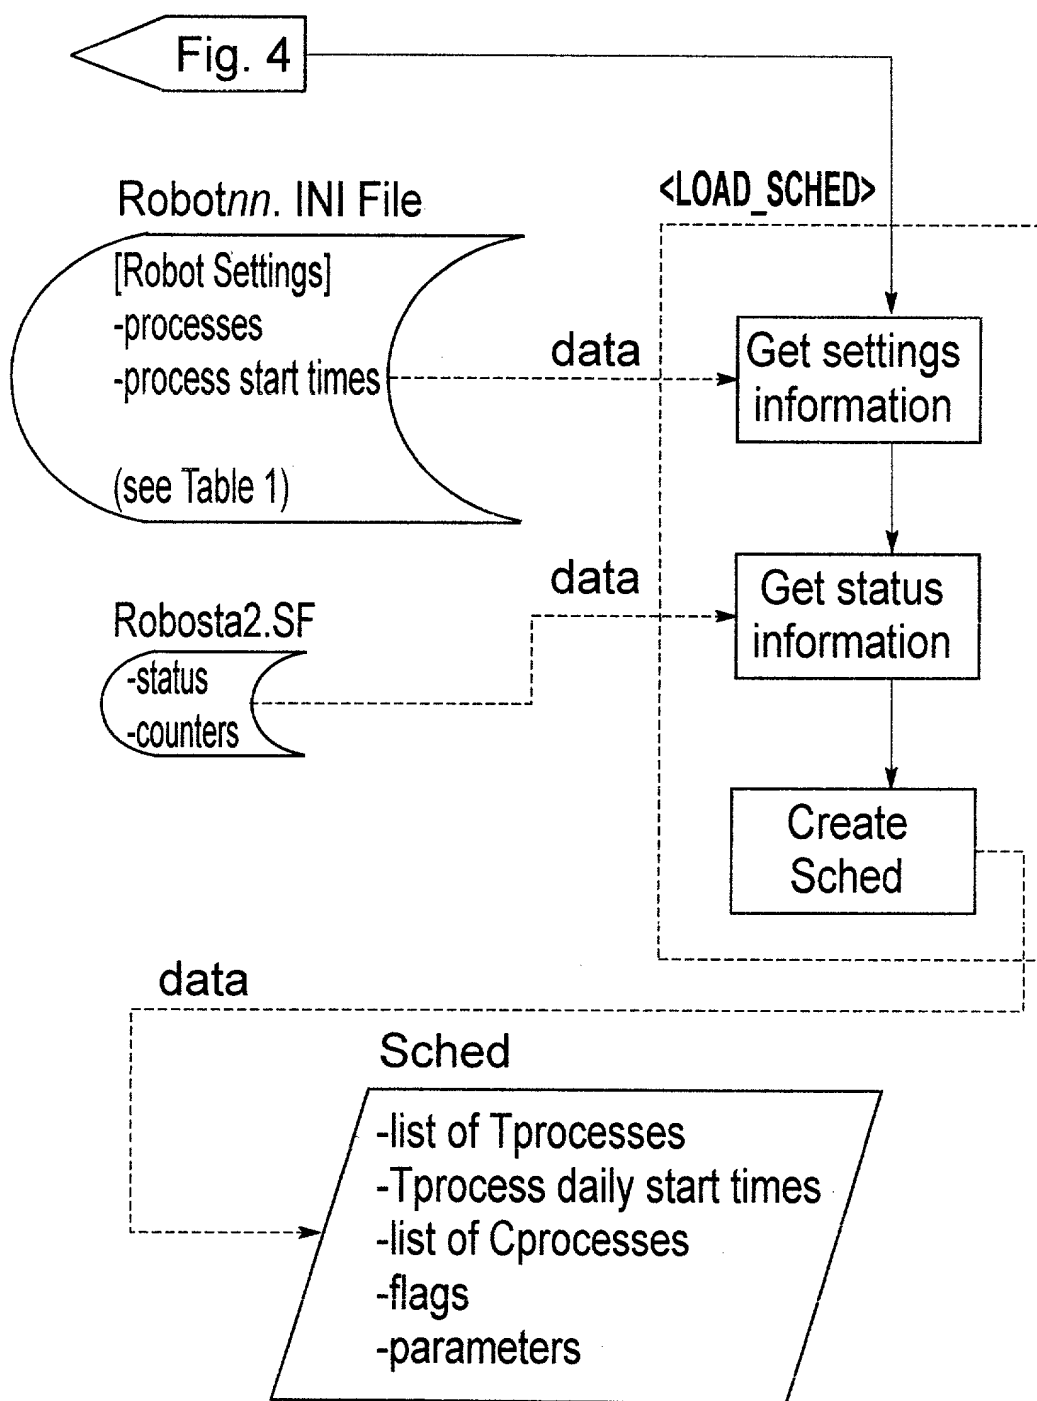 Fig. 4
Robotnn. INI File
<LOAD_SCHED>
[Robot Settings]
-processes
-process start times
(see Table 1)
data
Get settings
information
data
Get status
information
Robosta2.SF
-status
-counters
Create
Sched
data
Sched
-list of Tprocesses
-Tprocess daily start times
-list of Cprocesses
-flags
-parameters